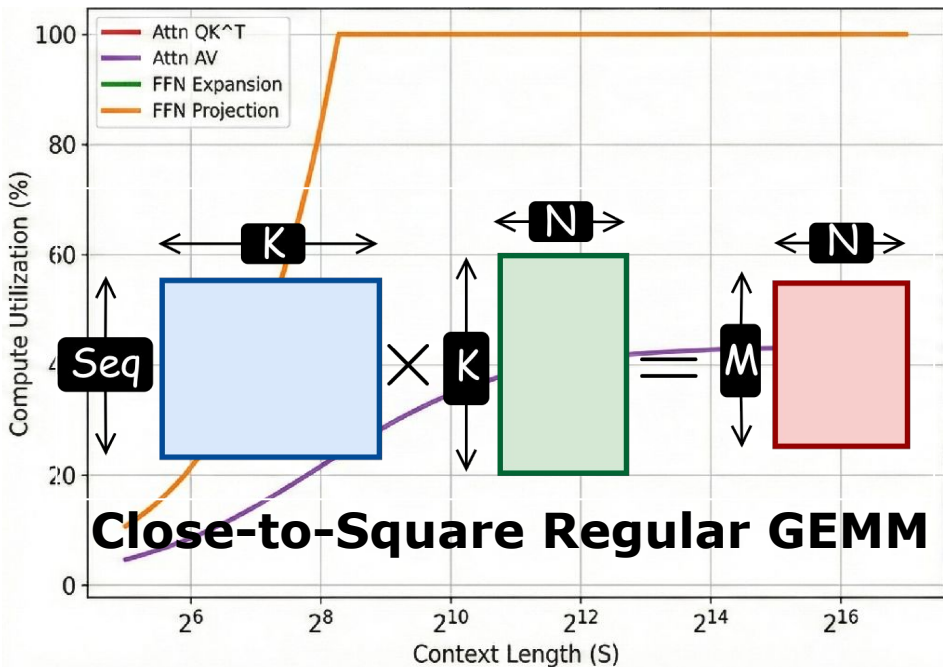 100
Attn QK^T
Attn AV
FFN Expansion
FFN Projection
80
Compute Utilization (%)
60
K
N
N
Seq
K
M
×
=
4
20
Close-to-Square Regular GEMM
0
2^6
2^8
2^10
2^12
2^14
2^16
Context Length (S)